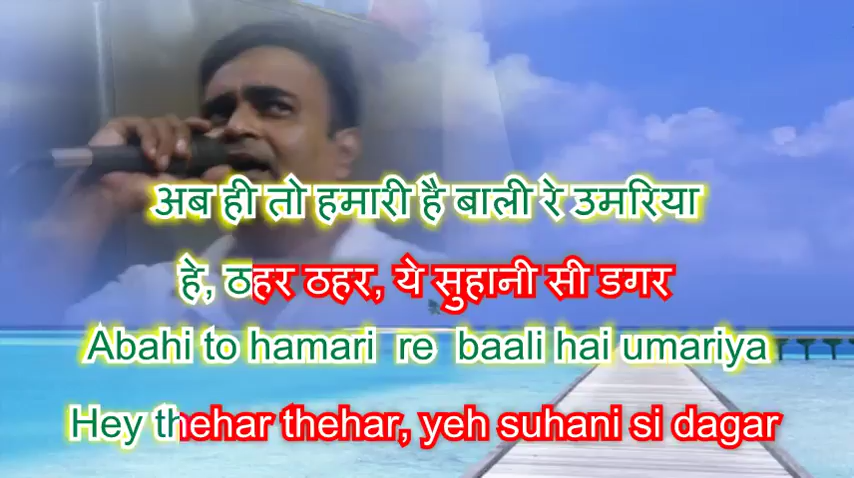 अब ही तो हमारी है बाली रे उमरिया
हे, ठहर ठहर, ये सुहानी सी डगर
Abahi to hamari re baali hai umariya
Hey thehar thehar, yeh suhani si dagar